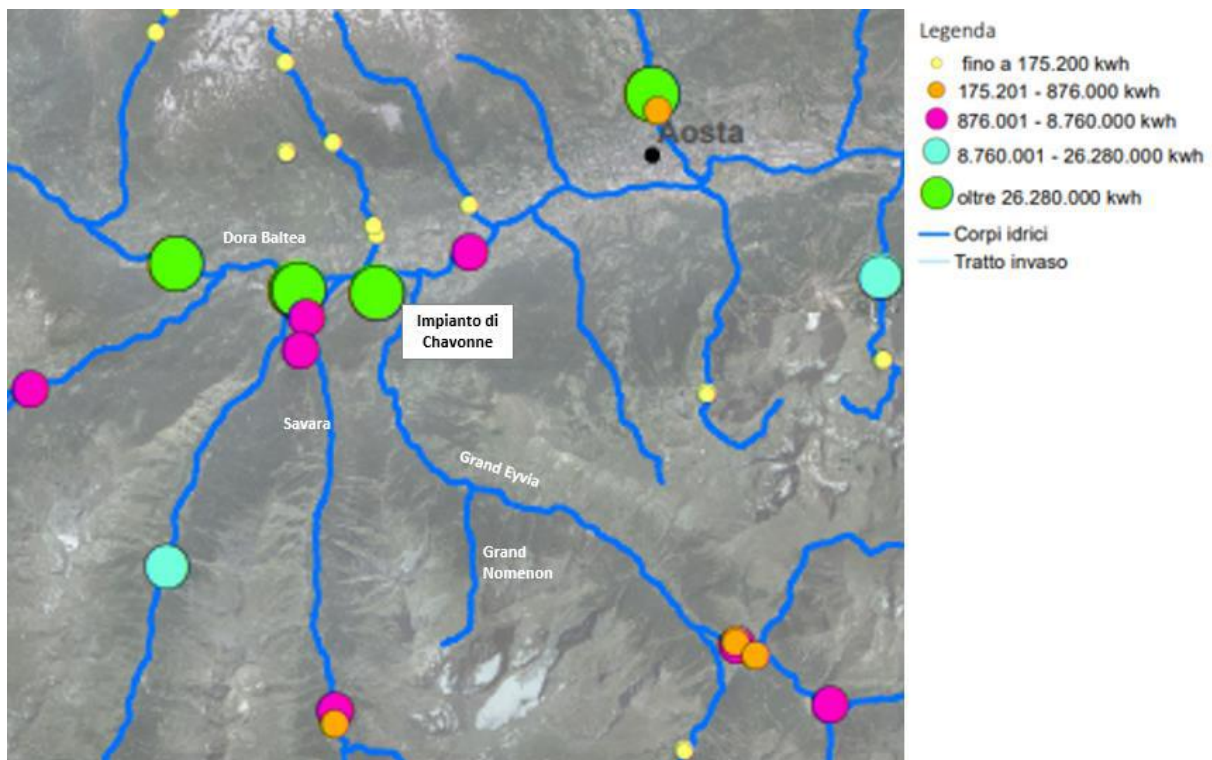 Aosta
Dora Baltea
Impianto di
Chavonne
Savara
Grand Eyvia
Grand
Nomenon
Legenda
fino a 175.200 kwh
175.201 - 876.000 kwh
876.001 - 8.760.000 kwh
8.760.001 - 26.280.000 kwh
oltre 26.280.000 kwh
Corpi idrici
Tratto invaso